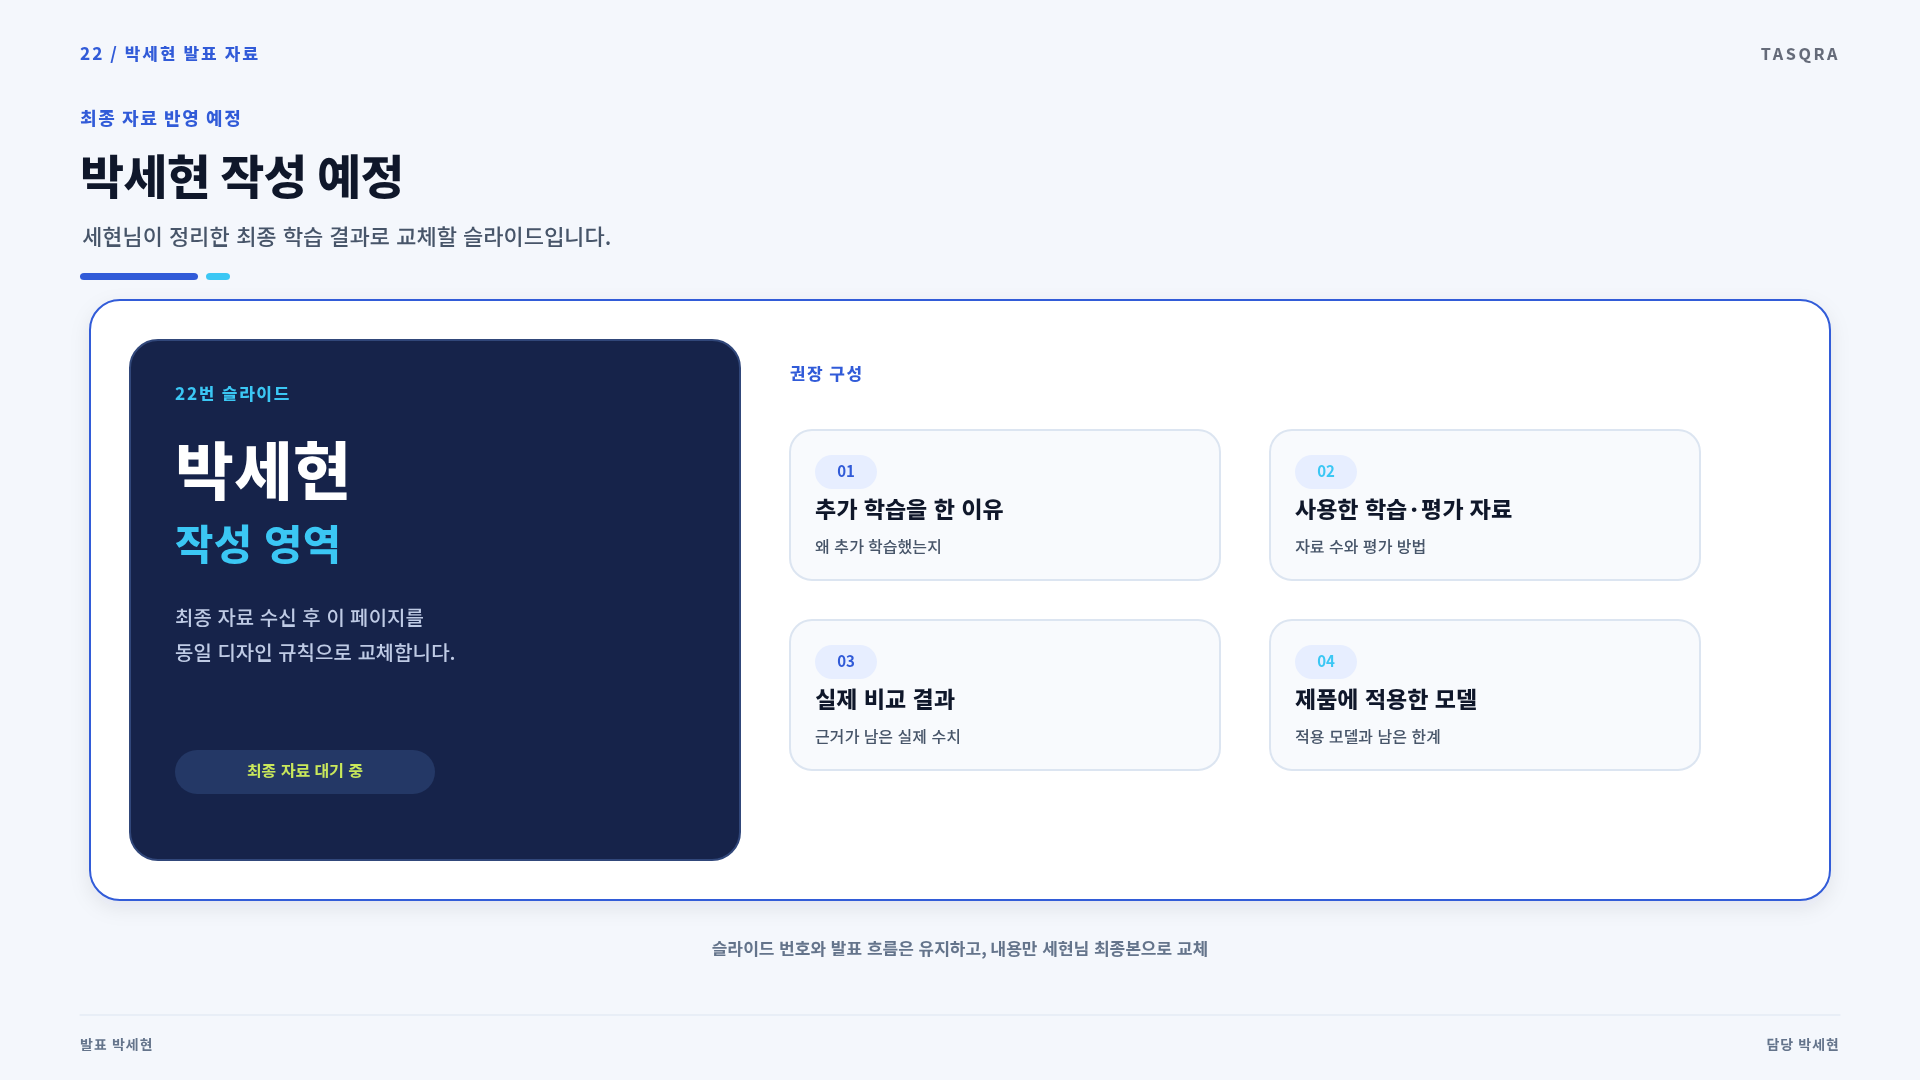 22 / 박세현 발표 자료
TASQRA
최종 자료 반영 예정
박세현 작성 예정
세현님이 정리한 최종 학습 결과로 교체할 슬라이드입니다.
22번 슬라이드
박세현
작성 영역
최종 자료 수신 후 이 페이지를
동일 디자인 규칙으로 교체합니다.
최종 자료 대기 중
권장 구성
01
추가 학습을 한 이유
왜 추가 학습했는지
02
사용한 학습·평가 자료
자료 수와 평가 방법
03
실제 비교 결과
근거가 남은 실제 수치
04
제품에 적용한 모델
적용 모델과 남은 한계
슬라이드 번호와 발표 흐름은 유지하고, 내용만 세현님 최종본으로 교체
발표 박세현
담당 박세현